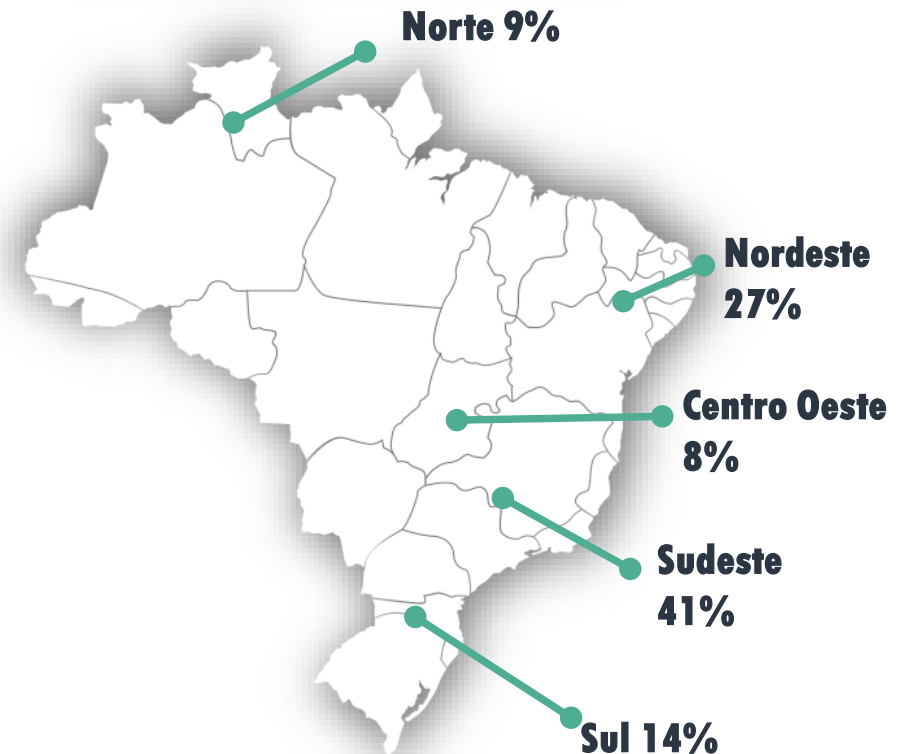 Norte 9%
Nordeste
27%
Centro Oeste
8%
Sudeste
41%
Sul 14%